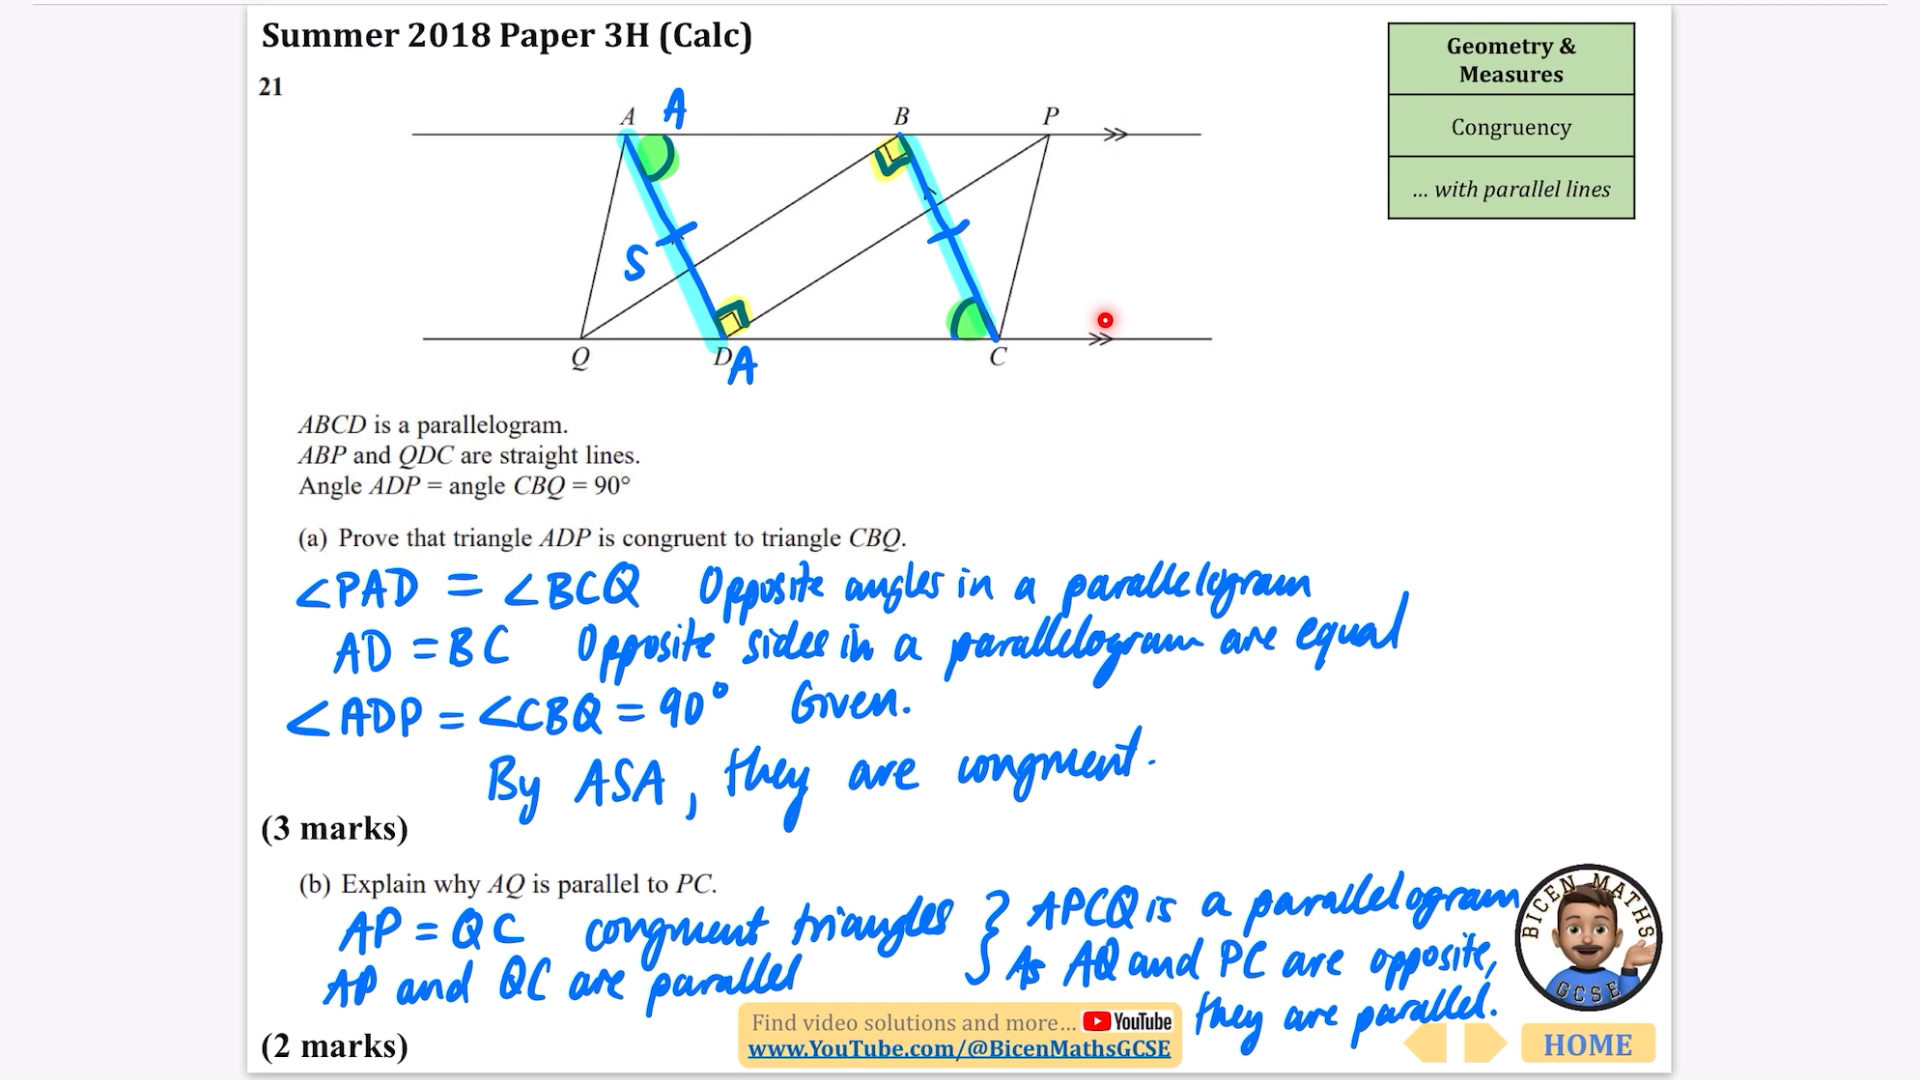 Summer 2018 Paper 3H (Calc)
Geometry &
Measures
Congruency
... with parallel lines
21
A A B P
S
Q D A C
ABCD is a parallelogram.
ABP and QDC are straight lines.
Angle ADP = angle CBQ = 90°
(a) Prove that triangle ADP is congruent to triangle CBQ.
∠PAD = ∠BCQ Opposite angles in a parallelogram
AD = BC Opposite sides in a parallelogram are equal
∠ADP = ∠CBQ = 90° Given.
By ASA, they are congruent.
(3 marks)
(b) Explain why AQ is parallel to PC.
AP = QC congruent triangles } APCQ is a parallelogram
AP and QC are parallel As AQ and PC are opposite,
they are parallel.
(2 marks)
Find video solutions and more... YouTube
www.YouTube.com/@BicenMathsGCSE
BICEN MATHS
GCSE
HOME